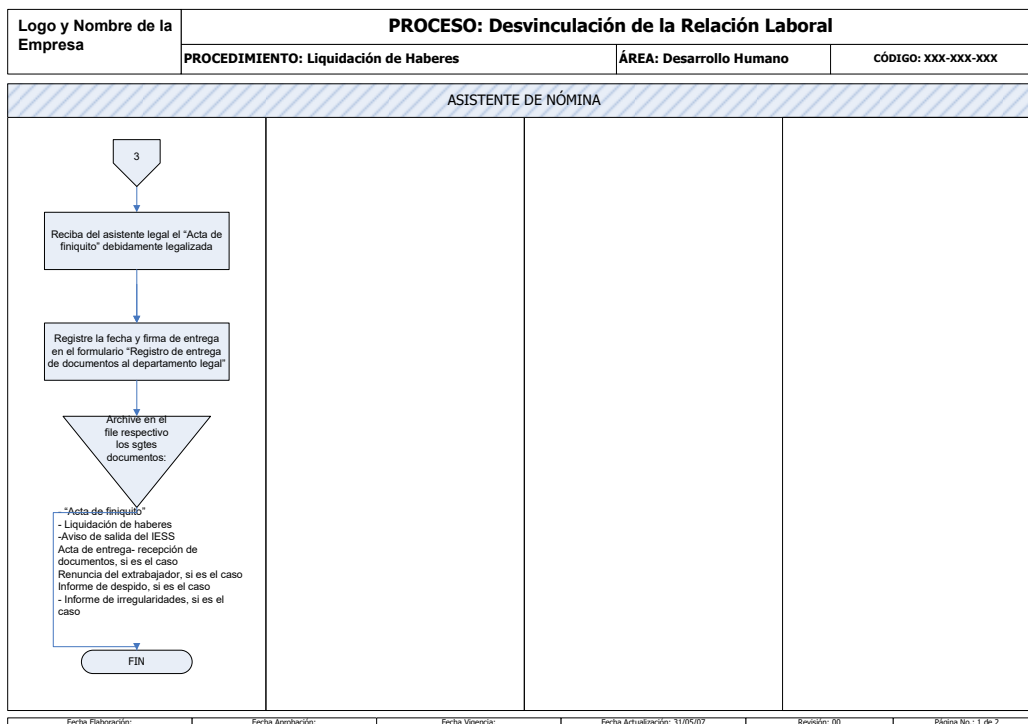 Logo y Nombre de la
Empresa
PROCESO: Desvinculación de la Relación Laboral
PROCEDIMIENTO: Liquidación de Haberes
ÁREA: Desarrollo Humano
CÓDIGO: XXX-XXX-XXX
ASISTENTE DE NÓMINA
3
Reciba del asistente legal el “Acta de
finiquito” debidamente legalizada
Registre la fecha y firma de entrega
en el formulario “Registro de entrega
de documentos al departamento legal”
Archive en el
file respectivo
los sgtes
documentos:
- “Acta de finiquito”
- Liquidación de haberes
-Aviso de salida del IESS
Acta de entrega- recepción de
documentos, si es el caso
Renuncia del extrabajador, si es el caso
Informe de despido, si es el caso
- Informe de irregularidades, si es el
caso
FIN
Fecha Elaboración:
Fecha Aprobación:
Fecha Vigencia:
Fecha Actualización: 31/05/07
Revisión: 00
Página No.: 1 de 2